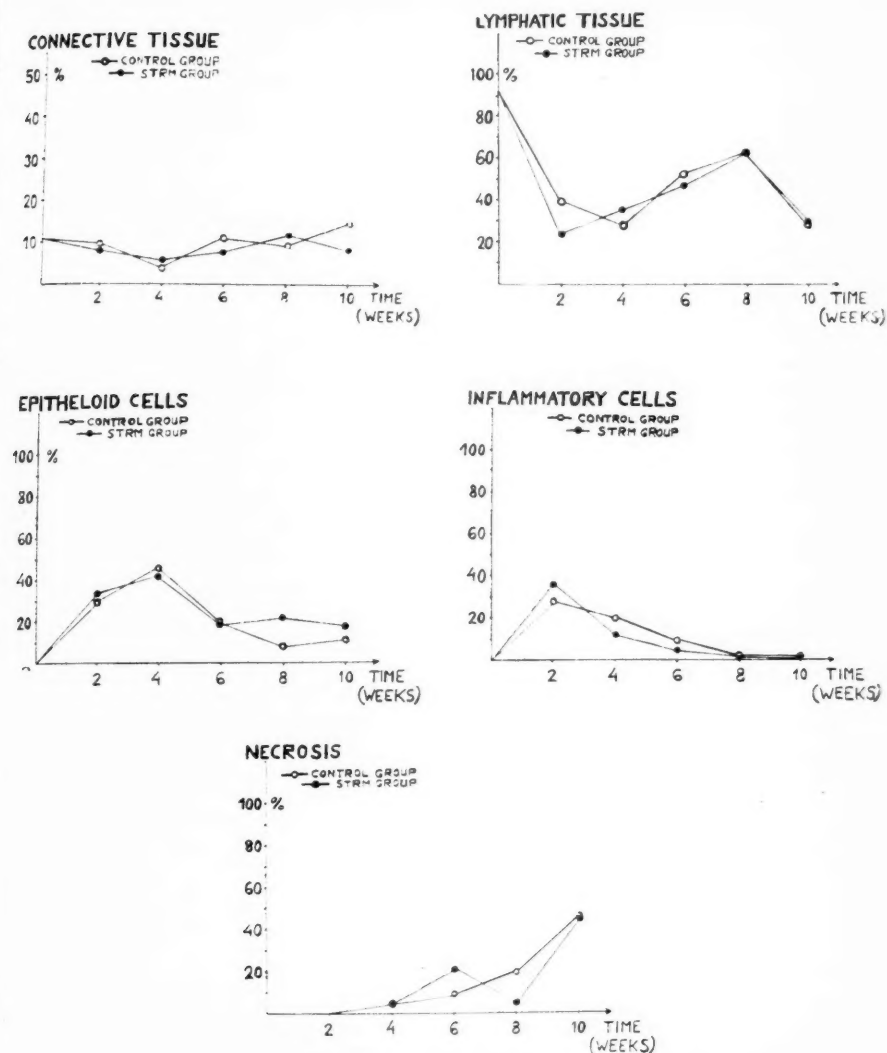 CONNECTIVE TISSUE
CONTROL GROUP
STRM GROUP
50 %
40
30
20
10
2 4 6 8 10 TIME
(WEEKS)
LYMPHATIC TISSUE
CONTROL GROUP
STRM GROUP
100 %
80
60
40
20
2 4 6 8 10 TIME
(WEEKS)
EPITHELOID CELLS
CONTROL GROUP
STRM GROUP
100 %
80
60
40
20
2 4 6 8 10 TIME
(WEEKS)
INFLAMMATORY CELLS
CONTROL GROUP
STRM GROUP
100
80
60
40
20
2 4 6 8 10 TIME
(WEEKS)
NECROSIS
CONTROL GROUP
STRM GROUP
100 %
80
60
40
20
2 4 6 8 10 TIME
(WEEKS)